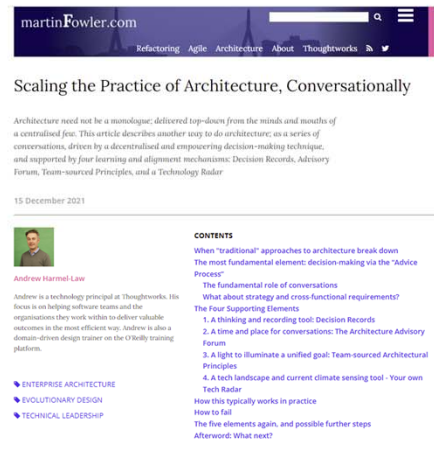 martinFowler.com
Refactoring Agile Architecture About Thoughtworks
Scaling the Practice of Architecture, Conversationally
Architecture need not be a monologue; delivered top-down from the minds and mouths of
a centralised few. This article describes another way to do architecture; as a series of
conversations, driven by a decentralised and empowering decision-making technique,
and supported by four learning and alignment mechanisms: Decision Records, Advisory
Forum, Team-sourced Principles, and a Technology Radar
15 December 2021
Andrew Harmel-Law
Andrew is a technology principal at Thoughtworks. His
focus is on helping software teams and the
organisations they work within to deliver valuable
outcomes in the most efficient way. Andrew is also a
domain-driven design trainer on the O'Reilly training
platform.
ENTERPRISE ARCHITECTURE
EVOLUTIONARY DESIGN
TECHNICAL LEADERSHIP
CONTENTS
When "traditional" approaches to architecture break down
The most fundamental element: decision-making via the "Advice
Process"
The fundamental role of conversations
What about strategy and cross-functional requirements?
The Four Supporting Elements
1. A thinking and recording tool: Decision Records
2. A time and place for conversations: The Architecture Advisory
Forum
3. A light to illuminate a unified goal: Team-sourced Architectural
Principles
4. A tech landscape and current climate sensing tool - Your own
Tech Radar
How this typically works in practice
How to fail
The five elements again, and possible further steps
Afterword: What next?